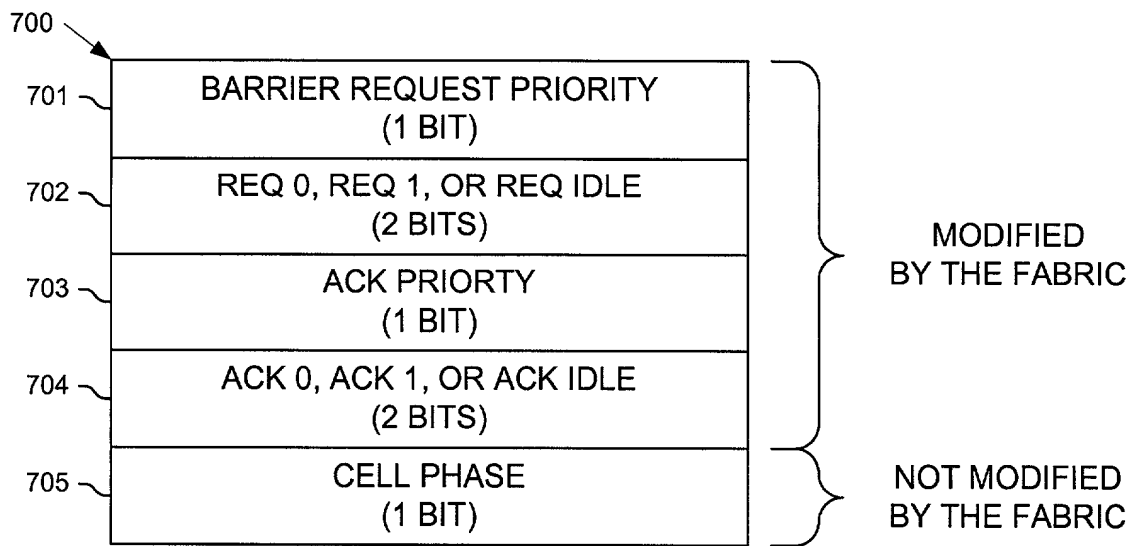 700
701
BARRIER REQUEST PRIORITY
(1 BIT)
702
REQ 0, REQ 1, OR REQ IDLE
(2 BITS)
703
ACK PRIORTY
(1 BIT)
704
ACK 0, ACK 1, OR ACK IDLE
(2 BITS)
MODIFIED
BY THE FABRIC
705
CELL PHASE
(1 BIT)
NOT MODIFIED
BY THE FABRIC